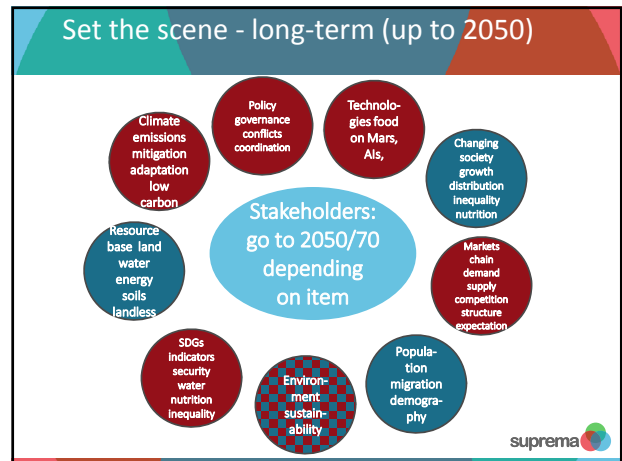 Set the scene - long-term (up to 2050)
Policy
governance
conflicts
coordination
Technolo-
gies food
on Mars,
AIs,
Changing
society
growth
distribution
inequality
nutrition
Markets
chain
demand
supply
competition
structure
expectation
Popula-
tion
migration
demogra-
phy
Environ-
ment
sustain-
ability
SDGs
indicators
security
water
nutrition
inequality
Resource
base land
water
energy
soils
landless
Climate
emissions
mitigation
adaptation
low
carbon
Stakeholders:
go to 2050/70
depending
on item
suprema